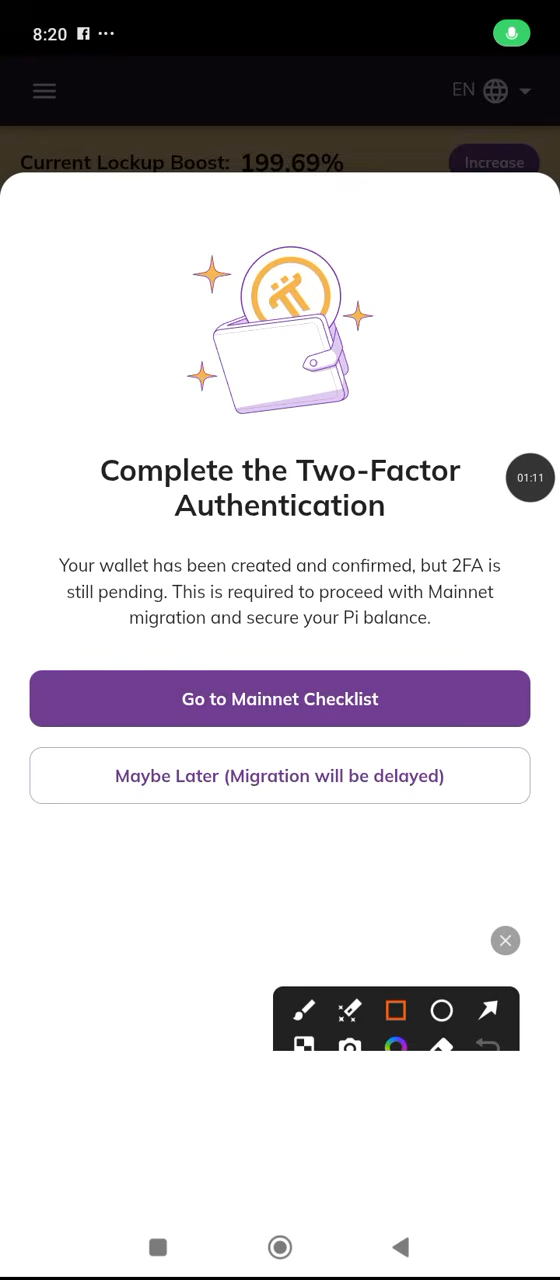 8:20
EN
Current Lockup Boost: 199.69%
Increase
Complete the Two-Factor
Authentication
01:11
Your wallet has been created and confirmed, but 2FA is
still pending. This is required to proceed with Mainnet
migration and secure your Pi balance.
Go to Mainnet Checklist
Maybe Later (Migration will be delayed)